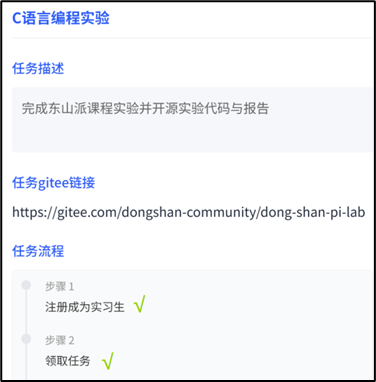 C语言编程实验
任务描述
完成东山派课程实验并开源实验代码与报告
任务gitee链接
https://gitee.com/dongshan-community/dong-shan-pi-lab
任务流程
步骤 1
注册成为实习生 √
步骤 2
领取任务 √